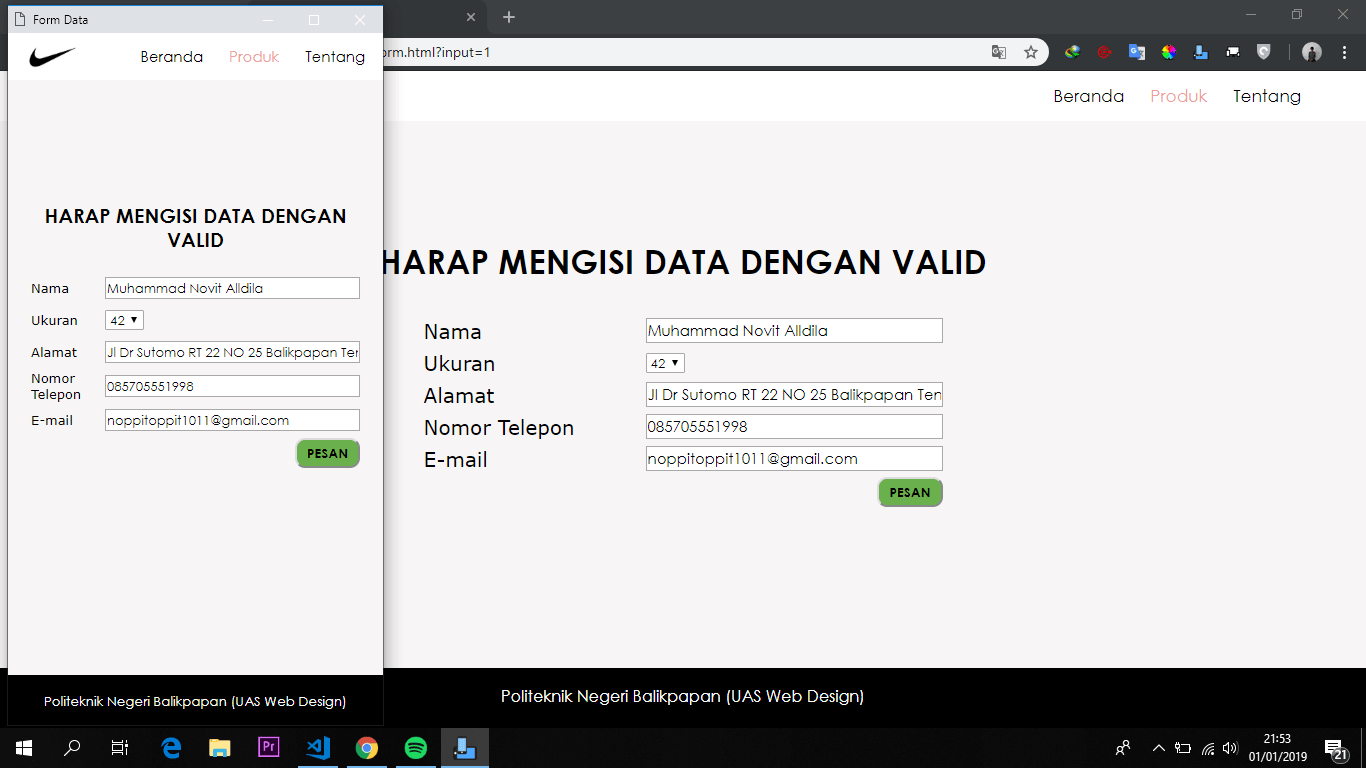 Form Data
Beranda Produk Tentang
HARAP MENGISI DATA DENGAN
VALID
Nama Muhammad Novit Alldila
Ukuran 42
Alamat Jl Dr Sutomo RT 22 NO 25 Balikpapan Ter
Nomor
Telepon 085705551998
E-mail noppitoppit1011@gmail.com
PESAN
Politeknik Negeri Balikpapan (UAS Web Design)
orm.html?input=1
Beranda Produk Tentang
HARAP MENGISI DATA DENGAN VALID
Nama Muhammad Novit Alldila
Ukuran 42
Alamat Jl Dr Sutomo RT 22 NO 25 Balikpapan Ten
Nomor Telepon 085705551998
E-mail noppitoppit1011@gmail.com
PESAN
Politeknik Negeri Balikpapan (UAS Web Design)
Pr
21:53
01/01/2019
21